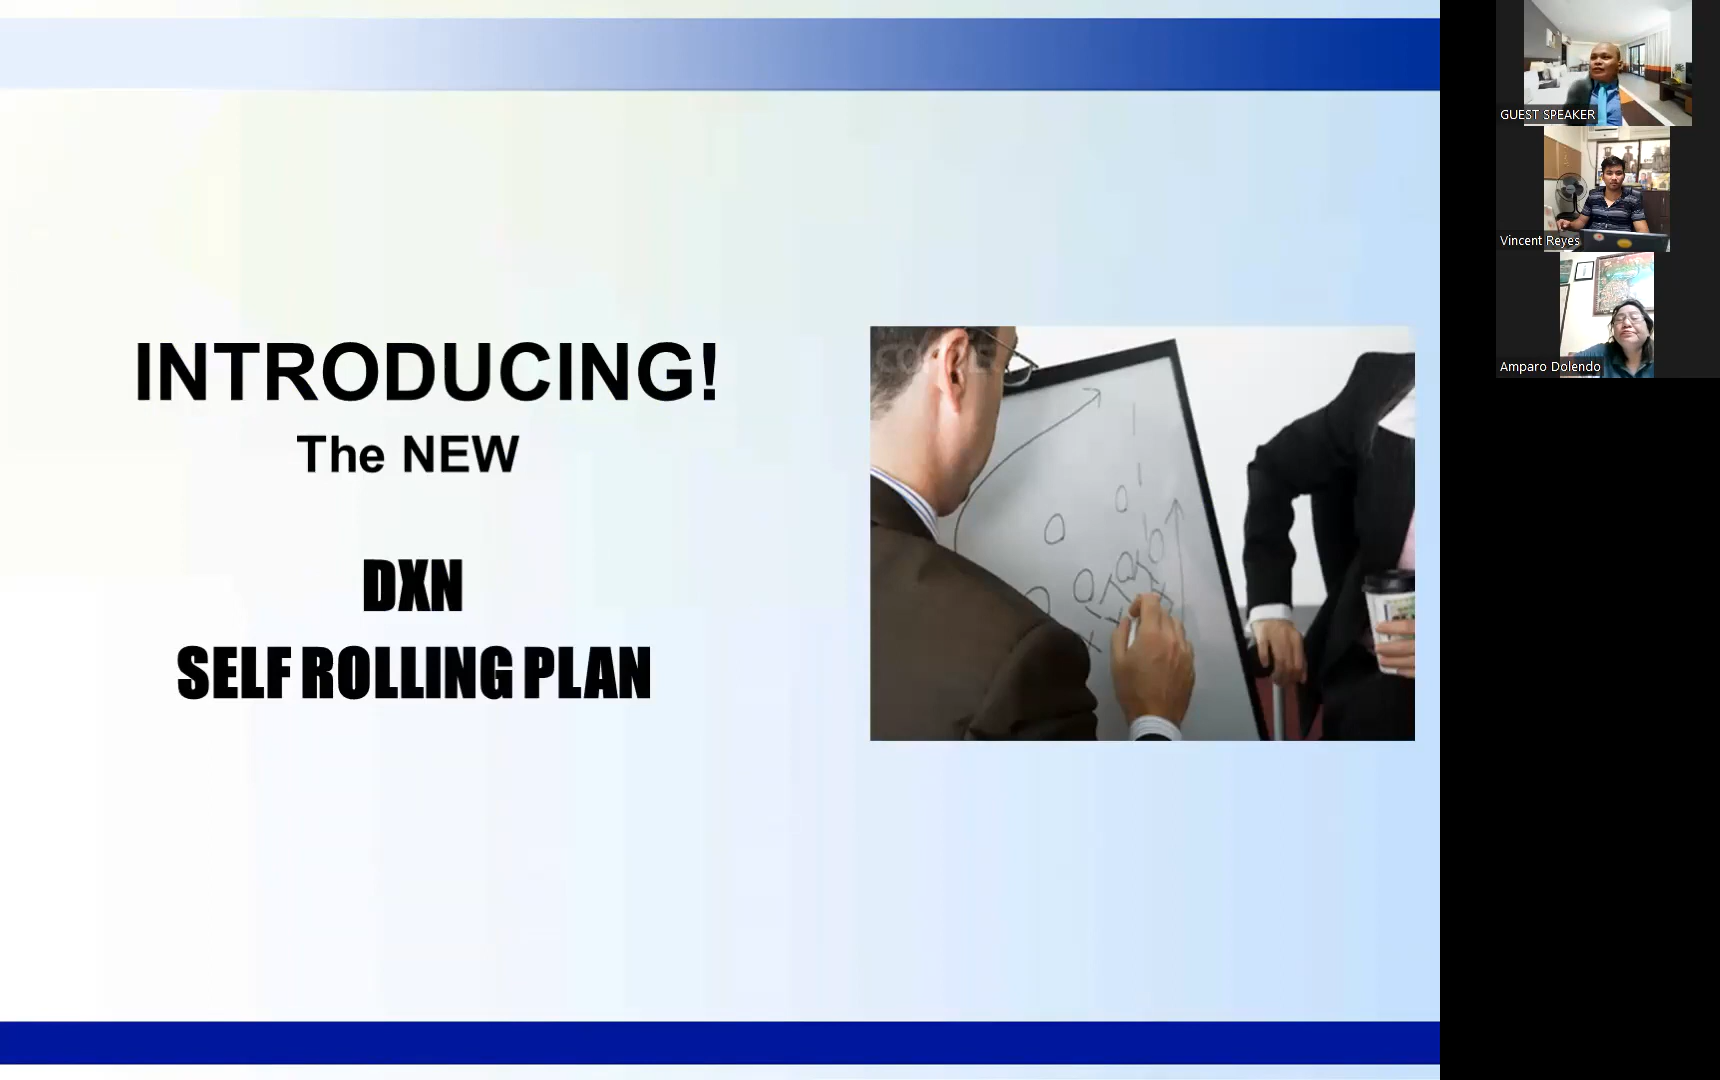 INTRODUCING!
The NEW
DXN
SELF ROLLING PLAN
GUEST SPEAKER
Vincent Reyes
Amparo Dolendo